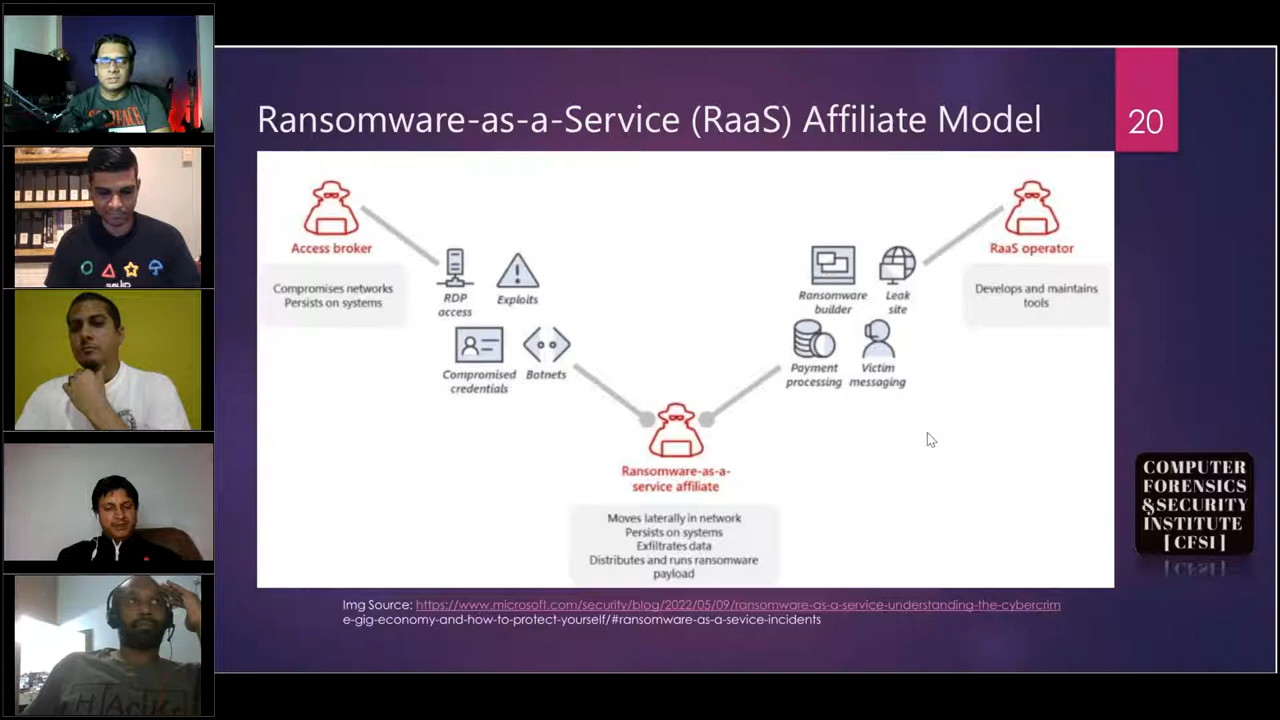 Ransomware-as-a-Service (RaaS) Affiliate Model
20
Access broker
Compromises networks
Persists on systems
RDP
access
Exploits
Compromised
credentials
Botnets
Ransomware
builder
Leak
site
Payment
processing
Victim
messaging
RaaS operator
Develops and maintains
tools
Ransomware-as-a-
service affiliate
Moves laterally in network
Persists on systems
Exfiltrates data
Distributes and runs ransomware
payload
Img Source: https://www.microsoft.com/security/blog/2022/05/09/ransomware-as-a-service-understanding-the-cybercrim
e-gig-economy-and-how-to-protect-yourself/#ransomware-as-a-sevice-incidents
COMPUTER
FORENSICS
&SECURITY
INSTITUTE
[ CFSI ]